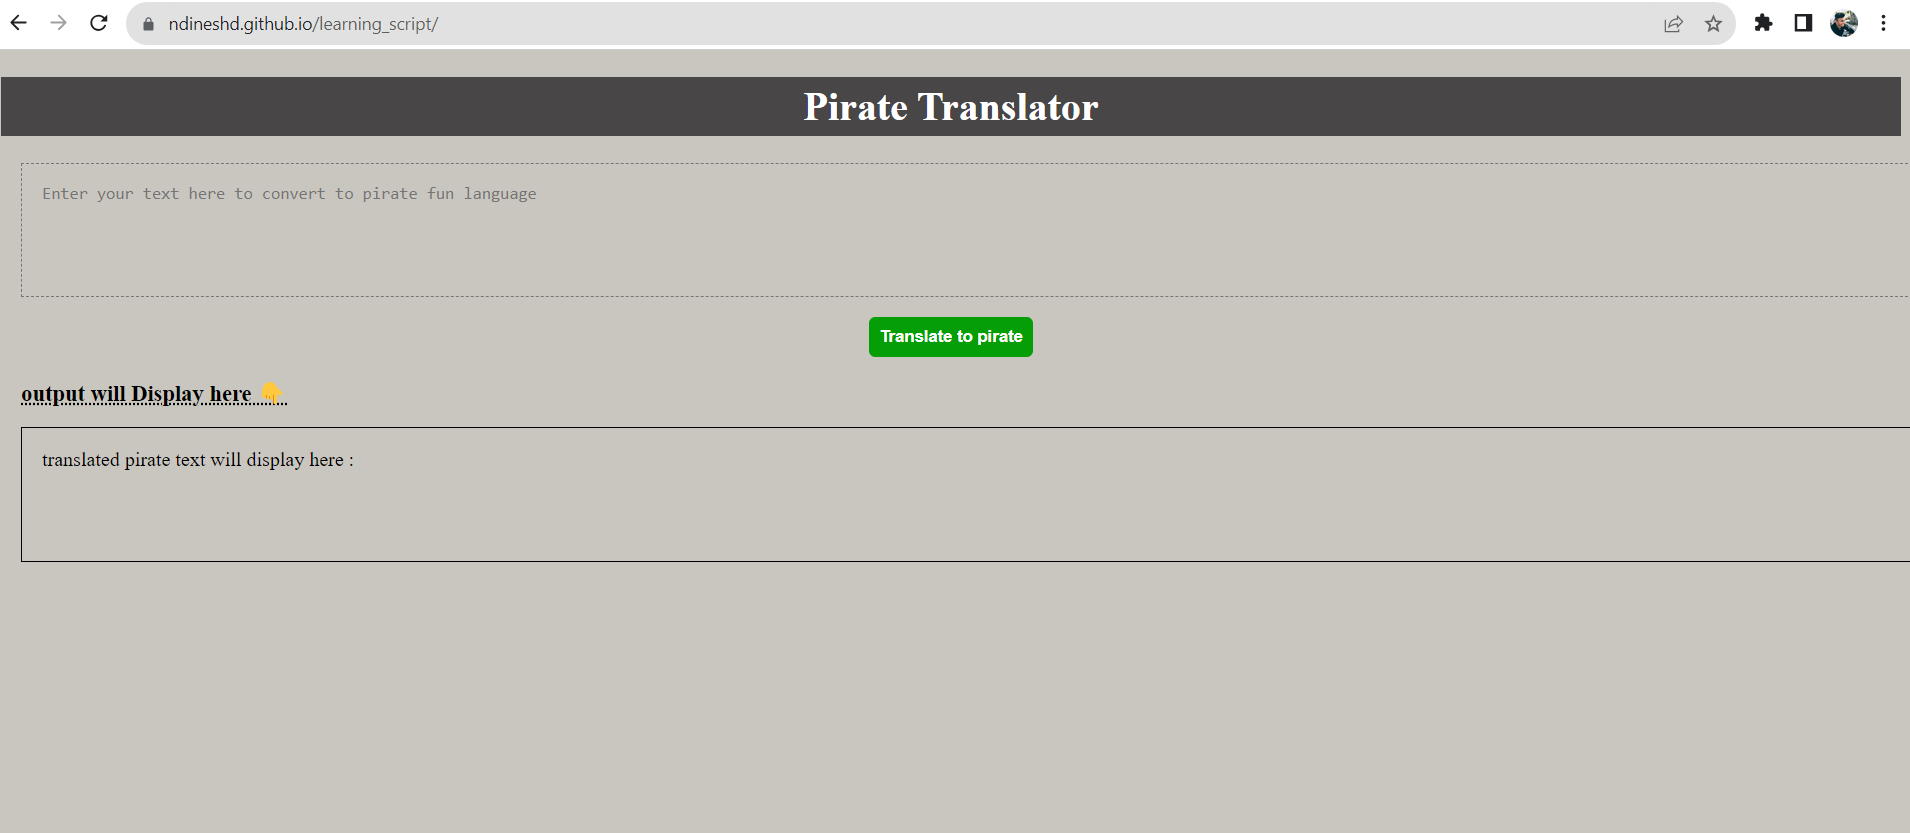 ndineshd.github.io/learning_script/
Pirate Translator
Enter your text here to convert to pirate fun language
Translate to pirate
output will Display here 👇
translated pirate text will display here :